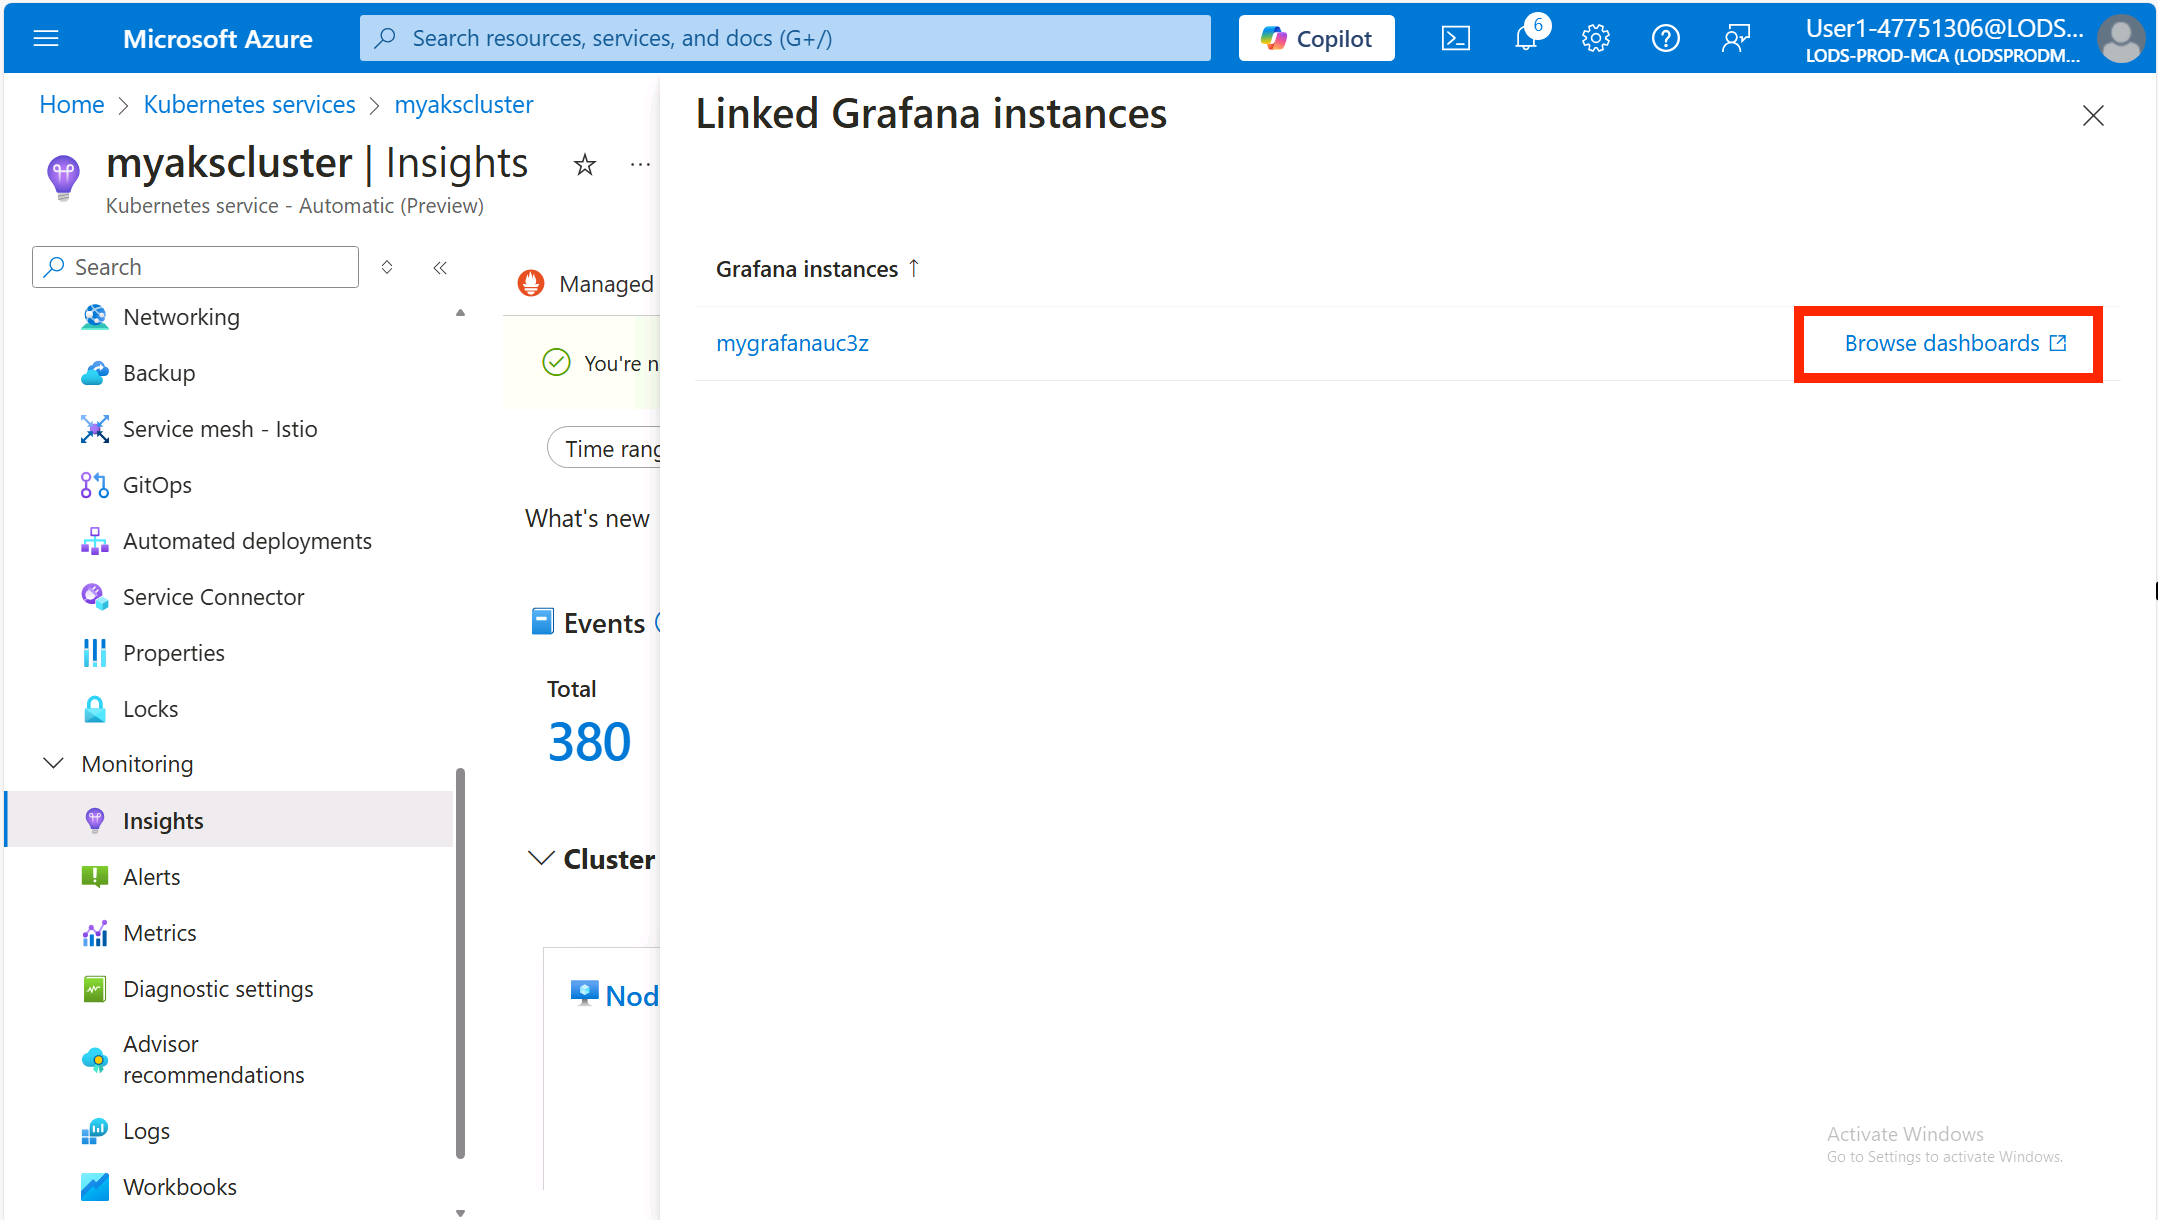 Microsoft Azure
Search resources, services, and docs (G+/)
Copilot
6
User1-47751306@LODS...
LODS-PROD-MCA (LODSPRODM...
Home > Kubernetes services > myakscluster
myakscluster | Insights
Kubernetes service - Automatic (Preview)
Search
Networking
Backup
Service mesh - Istio
GitOps
Automated deployments
Service Connector
Properties
Locks
Monitoring
Insights
Alerts
Metrics
Diagnostic settings
Advisor
recommendations
Logs
Workbooks
Managed
You're n
Time rang
What's new
Events
Total
380
Cluster
Nod
Linked Grafana instances
Grafana instances ↑
mygrafanauc3z
Browse dashboards
Activate Windows
Go to Settings to activate Windows.